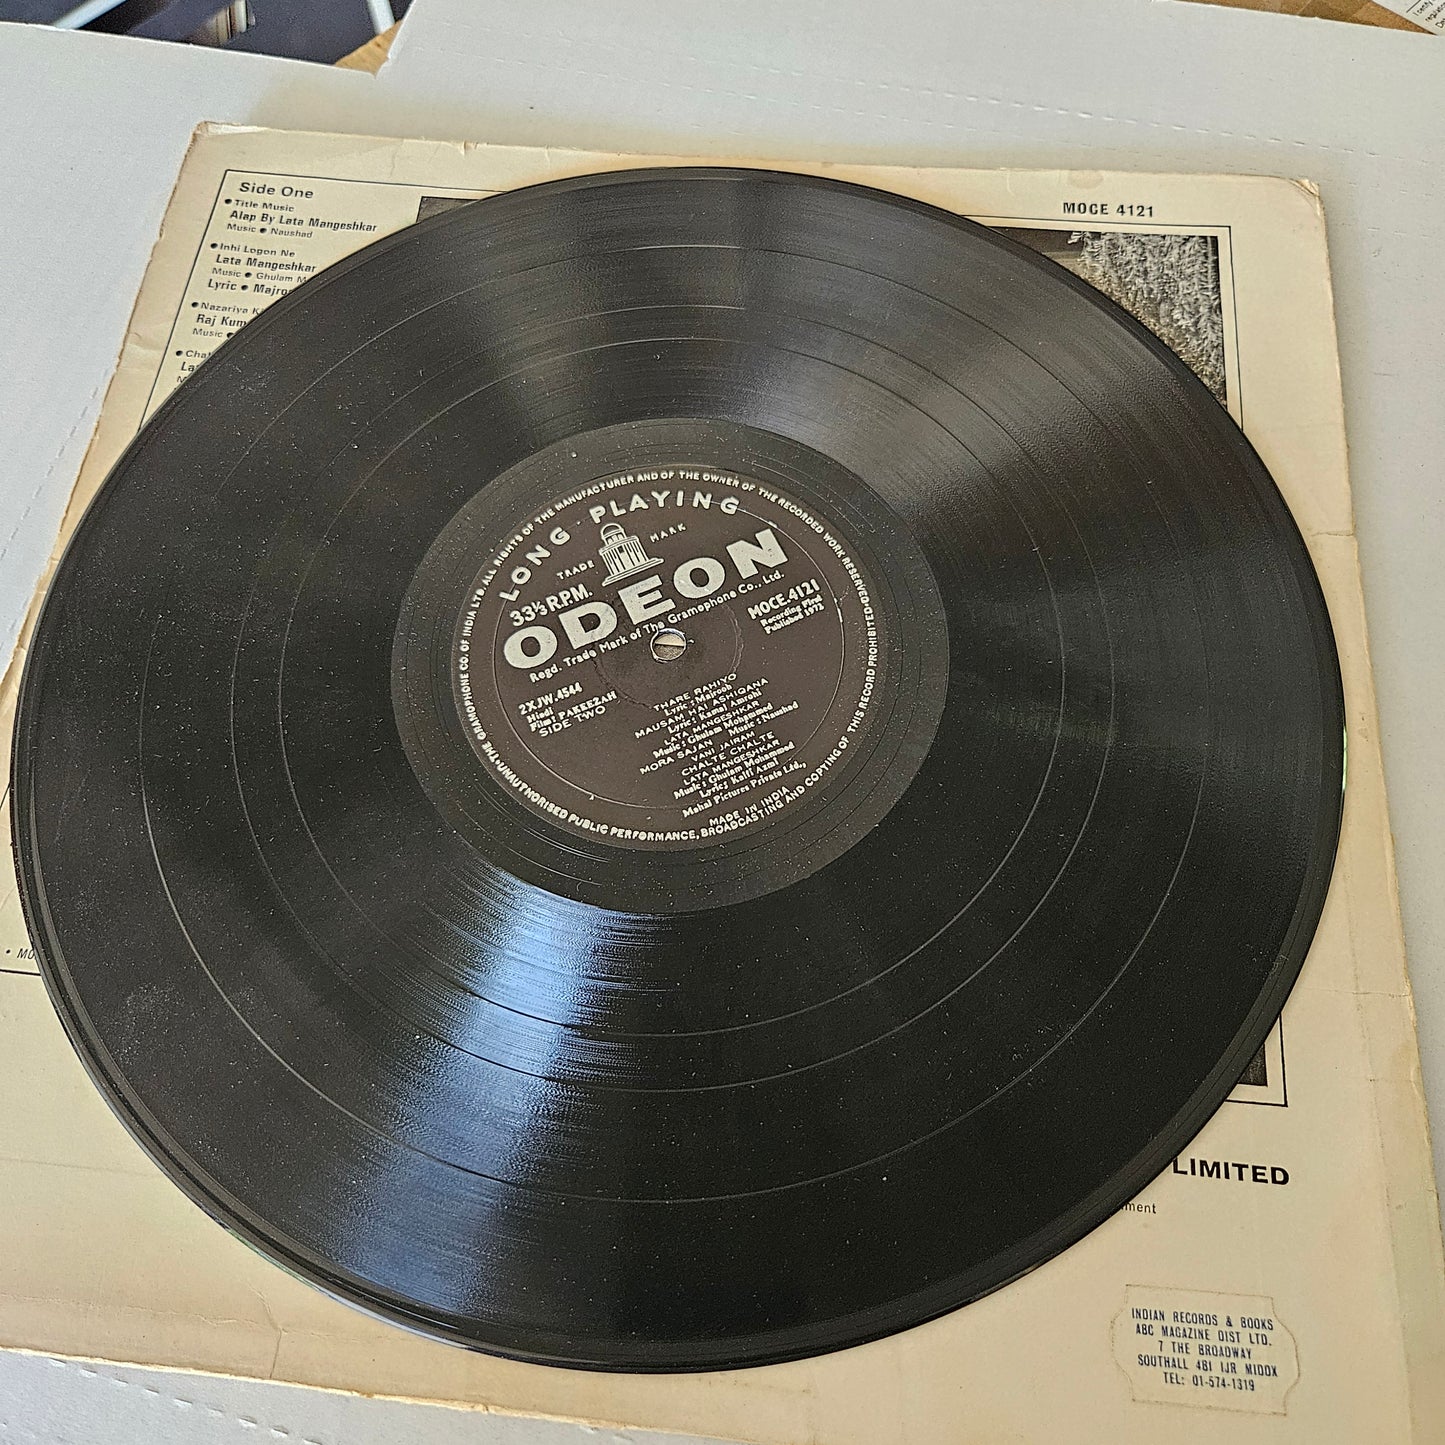 Side One
• Title Music
Alap By Lata Mangeshkar
Music • Naushad
• Inhi Logon Ne
Lata Mangeshkar
Music • Ghulam
Lyric •
• Nazariya
Raj
Music •
MOCE 4121
THE GRAMOPHONE CO. OF INDIA LTD. ALL RIGHTS OF THE MANUFACTURER AND OF THE OWNER OF THE RECORDED WORK RESERVED•
UNAUTHORISED PUBLIC PERFORMANCE, BROADCASTING AND COPYING OF THIS RECORD PROHIBITED•
LONG PLAYING
TRADE MARK
33⅓ R.P.M.
ODEON
Regd. Trade Mark of The Gramophone Co., Ltd.
MOCE.4121
Recording First
Published 1972
2XJW.4544
Hindi
Film: PAKEEZAH
SIDE TWO
THARE RAHIYO
Lyric: Majrooh
MAUSAM HAI ASHIQANA
Lyric: Kamal Amrohi
LATA MANGESHKAR
Music: Ghulam Mohammed
MORA SAJAN Music: Naushad
VANI JAIRAM
CHALTE CHALTE
LATA MANGESHKAR
Music: Ghulam Mohammed
Lyric: Kaifi Azmi
Mahal Pictures Private Ltd.,
MADE IN INDIA
LIMITED
INDIAN RECORDS & BOOKS
ABC MAGAZINE DIST LTD.
7 THE BROADWAY
SOUTHALL 4B1 1JR MIDDX
TEL: 01-574-1319